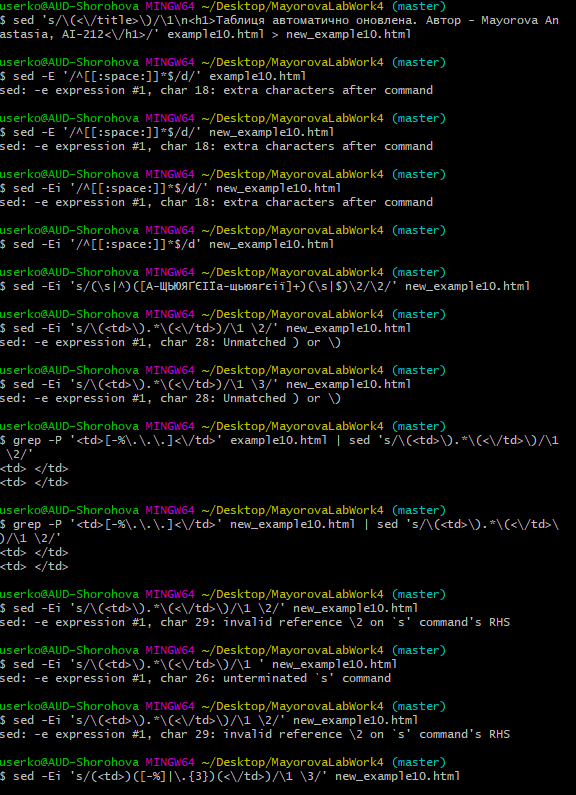 userko@AUD-Shorohova MINGW64 ~/Desktop/MayorovaLabWork4 (master)
$ sed 's/\(<\/title>\)/\1\n<h1>Таблиця автоматично оновлена. Автор - Mayorova An
astasia, AI-212<\/h1>/' example10.html > new_example10.html
userko@AUD-Shorohova MINGW64 ~/Desktop/MayorovaLabWork4 (master)
$ sed -E '/^[[:space:]]*$/d/' example10.html
sed: -e expression #1, char 18: extra characters after command
userko@AUD-Shorohova MINGW64 ~/Desktop/MayorovaLabWork4 (master)
$ sed -E '/^[[:space:]]*$/d/' new_example10.html
sed: -e expression #1, char 18: extra characters after command
userko@AUD-Shorohova MINGW64 ~/Desktop/MayorovaLabWork4 (master)
$ sed -Ei '/^[[:space:]]*$/d/' new_example10.html
sed: -e expression #1, char 18: extra characters after command
userko@AUD-Shorohova MINGW64 ~/Desktop/MayorovaLabWork4 (master)
$ sed -Ei '/^[[:space:]]*$/d' new_example10.html
userko@AUD-Shorohova MINGW64 ~/Desktop/MayorovaLabWork4 (master)
$ sed -Ei 's/(\s|^)([А-ЩЬЮЯҐЄІЇа-щьюяґєії]+)(\s|$)\2/\2/' new_example10.html
userko@AUD-Shorohova MINGW64 ~/Desktop/MayorovaLabWork4 (master)
$ sed -Ei 's/\(<td>\).*\(<\/td>)/\1 \2/' new_example10.html
sed: -e expression #1, char 28: Unmatched ) or \)
userko@AUD-Shorohova MINGW64 ~/Desktop/MayorovaLabWork4 (master)
$ sed -Ei 's/\(<td>\).*\(<\/td>)/\1 \3/' new_example10.html
sed: -e expression #1, char 28: Unmatched ) or \)
userko@AUD-Shorohova MINGW64 ~/Desktop/MayorovaLabWork4 (master)
$ grep -P '<td>[-%\.\.\.]<\/td>' example10.html | sed 's/\(<td>\).*\(<\/td>\)/\1
 \2/'
<td> </td>
<td> </td>
userko@AUD-Shorohova MINGW64 ~/Desktop/MayorovaLabWork4 (master)
$ grep -P '<td>[-%\.\.\.]<\/td>' new_example10.html | sed 's/\(<td>\).*\(<\/td>\
)/\1 \2/'
<td> </td>
<td> </td>
userko@AUD-Shorohova MINGW64 ~/Desktop/MayorovaLabWork4 (master)
$ sed -Ei 's/\(<td>\).*\(<\/td>\)/\1 \2/' new_example10.html
sed: -e expression #1, char 29: invalid reference \2 on `s' command's RHS
userko@AUD-Shorohova MINGW64 ~/Desktop/MayorovaLabWork4 (master)
$ sed -Ei 's/\(<td>\).*\(<\/td>\)/\1 ' new_example10.html
sed: -e expression #1, char 26: unterminated `s' command
userko@AUD-Shorohova MINGW64 ~/Desktop/MayorovaLabWork4 (master)
$ sed -Ei 's/\(<td>\).*\(<\/td>\)/\1 \2/' new_example10.html
sed: -e expression #1, char 29: invalid reference \2 on `s' command's RHS
userko@AUD-Shorohova MINGW64 ~/Desktop/MayorovaLabWork4 (master)
$ sed -Ei 's/(<td>)([-%]|\.{3})(<\/td>)/\1 \3/' new_example10.html